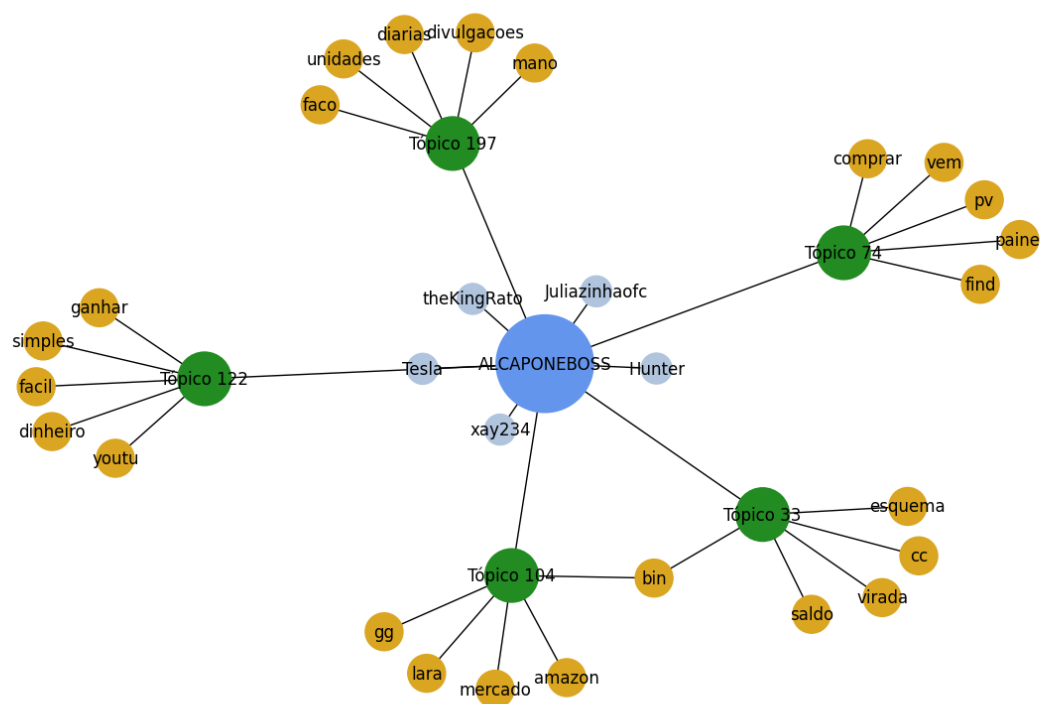 diarias
divulgacoes
unidades
mano
faco
Tópico 197
comprar
vem
pv
paine
find
Tópico 74
theKingRato
Juliazinhaofc
Tesla
ALCAPONEBOSS
Hunter
xay234
ganhar
simples
facil
dinheiro
youtu
Tópico 122
Tópico 33
esquema
cc
virada
saldo
bin
Tópico 104
gg
lara
mercado
amazon